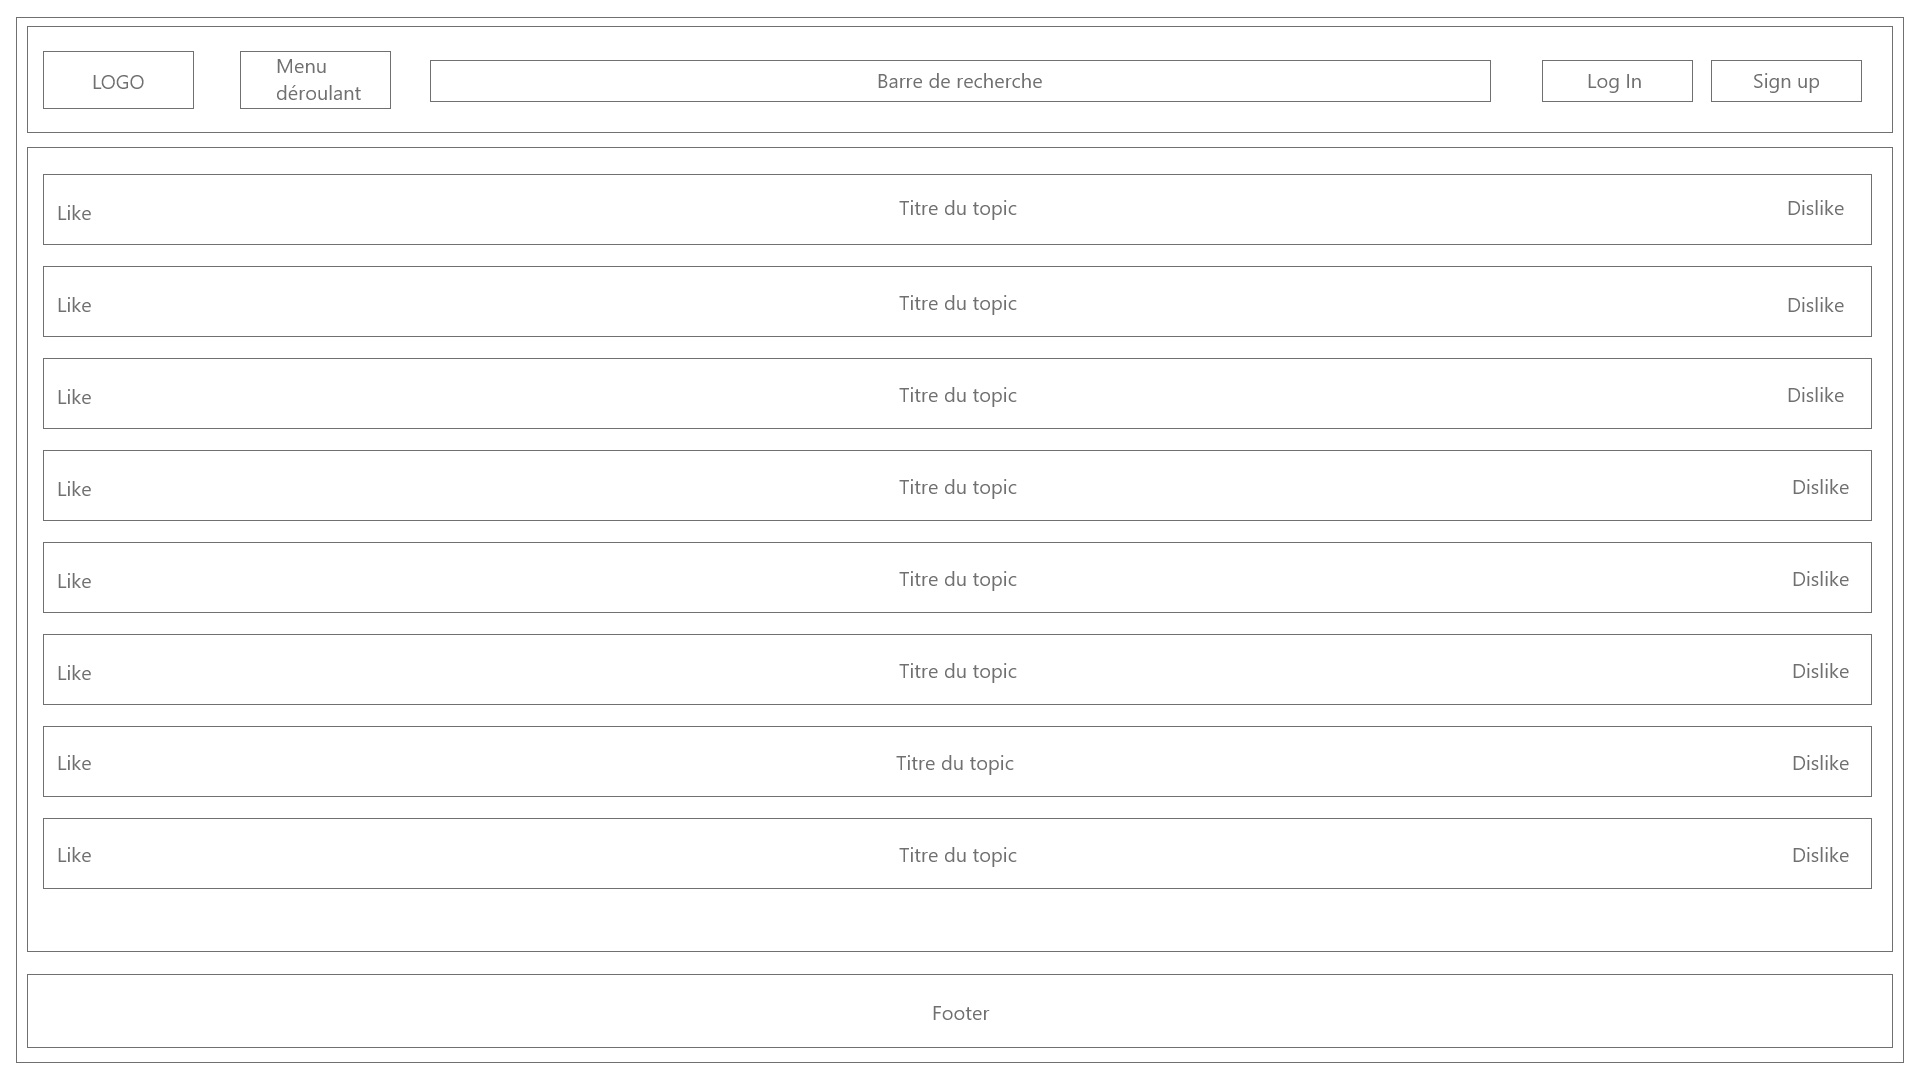 LOGO
Menu
déroulant
Barre de recherche
Log In
Sign up
Like
Titre du topic
Dislike
Like
Titre du topic
Dislike
Like
Titre du topic
Dislike
Like
Titre du topic
Dislike
Like
Titre du topic
Dislike
Like
Titre du topic
Dislike
Like
Titre du topic
Dislike
Like
Titre du topic
Dislike
Footer